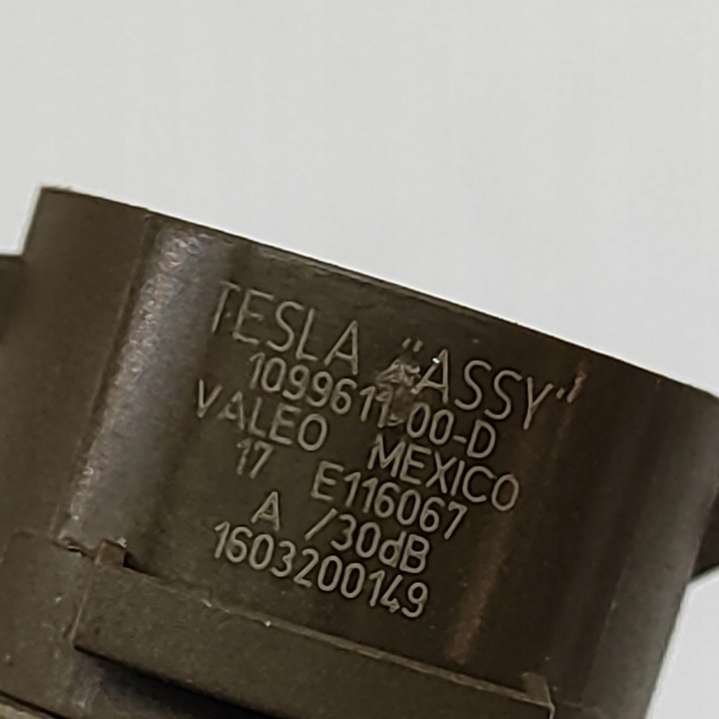 TESLA "ASSY"
1099611-00-D
VALEO MEXICO
17 E116067
A /30dB
1603200149